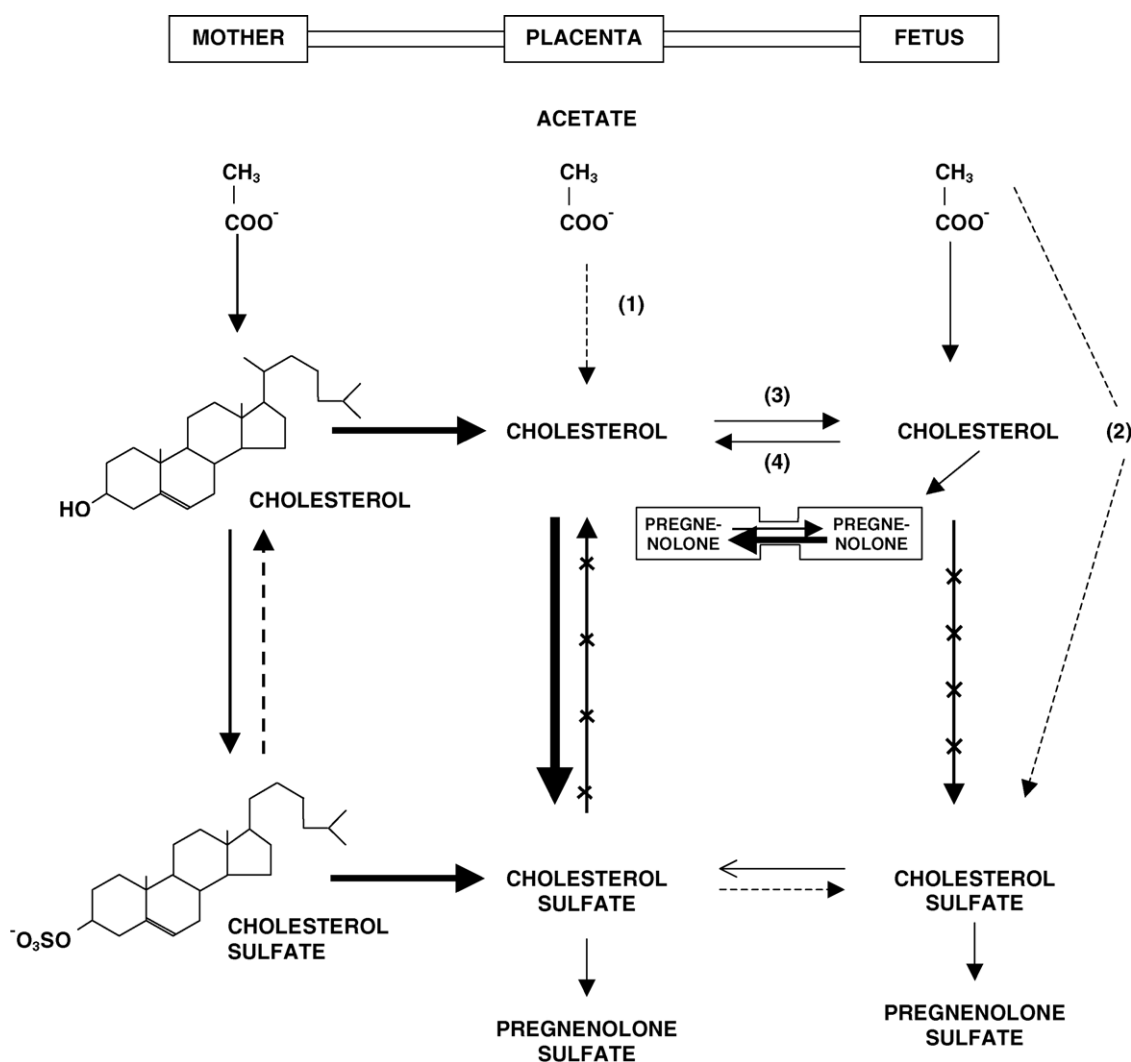 MOTHER
PLACENTA
FETUS
ACETATE
CH₃
COO⁻
CH₃
COO⁻
CH₃
COO⁻
(1)
(3)
CHOLESTEROL
CHOLESTEROL
(2)
(4)
HO
CHOLESTEROL
PREGNE-
NOLONE
PREGNE-
NOLONE
CHOLESTEROL
SULFATE
CHOLESTEROL
SULFATE
⁻O₃SO
CHOLESTEROL
SULFATE
PREGNENOLONE
SULFATE
PREGNENOLONE
SULFATE